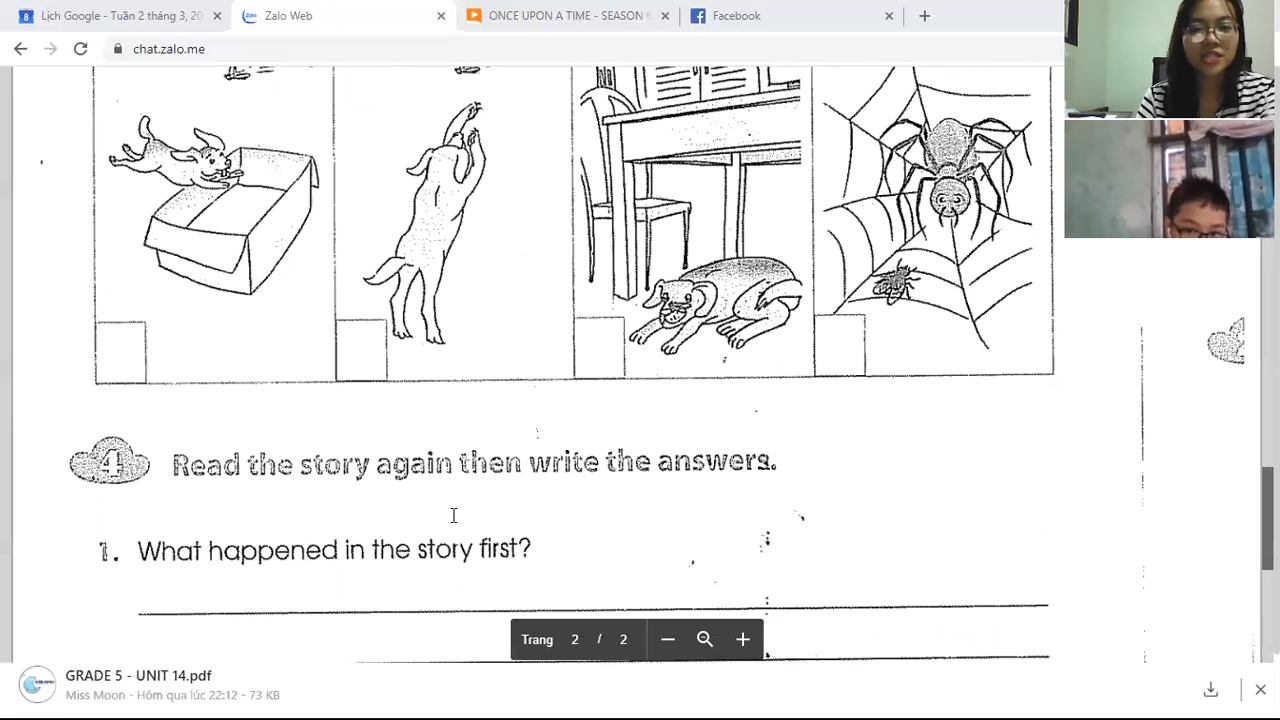 Lịch Google - Tuần 2 tháng 3, 20
Zalo Web
ONCE UPON A TIME - SEASON
Facebook
chat.zalo.me
4 Read the story again then write the answers.
1. What happened in the story first?
Trang 2 / 2
GRADE 5 - UNIT 14.pdf
Miss Moon - Hôm qua lúc 22:12 - 73 KB